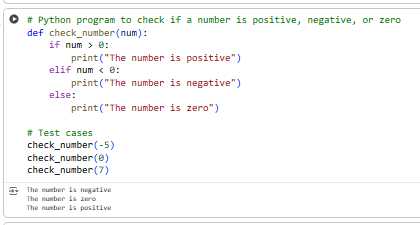 # Python program to check if a number is positive, negative, or zero
def check_number(num):
    if num > 0:
        print("The number is positive")
    elif num < 0:
        print("The number is negative")
    else:
        print("The number is zero")

# Test cases
check_number(-5)
check_number(0)
check_number(7)
The number is negative
The number is zero
The number is positive